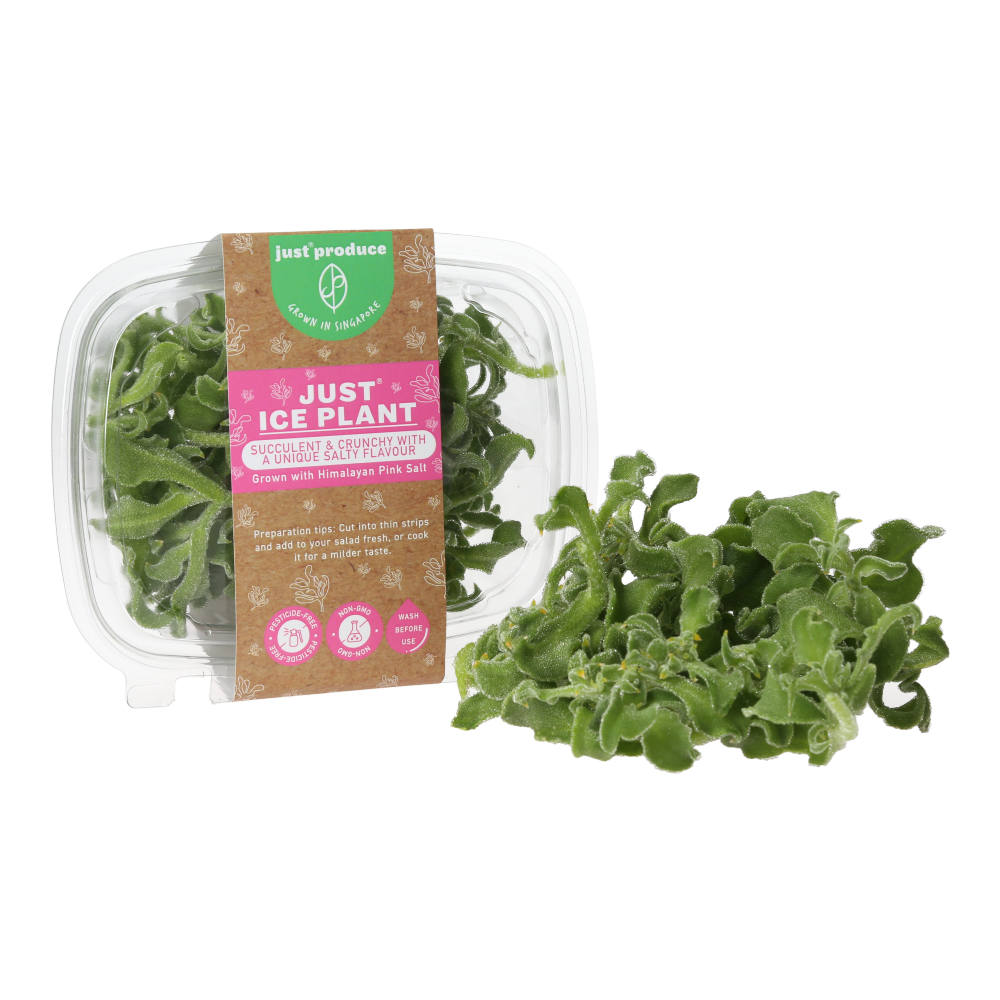 just® produce
GROWN IN SINGAPORE
JUST®
ICE PLANT
SUCCULENT & CRUNCHY WITH
A UNIQUE SALTY FLAVOUR
Grown with Himalayan Pink Salt
Preparation tips: Cut into thin strips
and add to your salad fresh, or cook
it for a milder taste.
PESTICIDE-FREE • PESTICIDE-FREE •
NON-GMO • NON-GMO •
WASH
BEFORE
USE